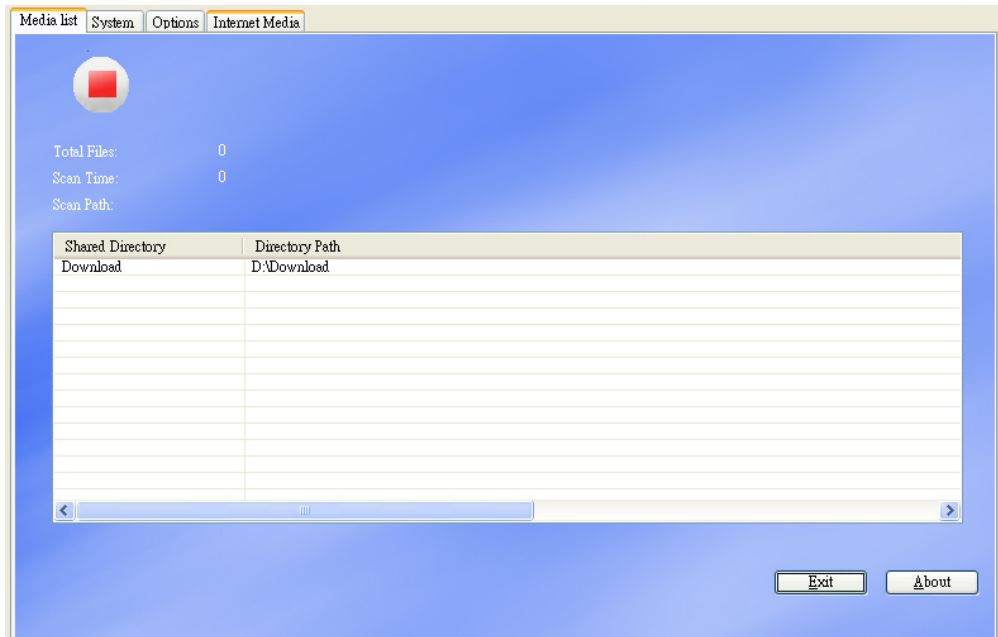 Media list System Options Internet Media
Total Files: 0
Scan Time: 0
Scan Path:
Shared Directory Directory Path
Download D:\Download
Exit About